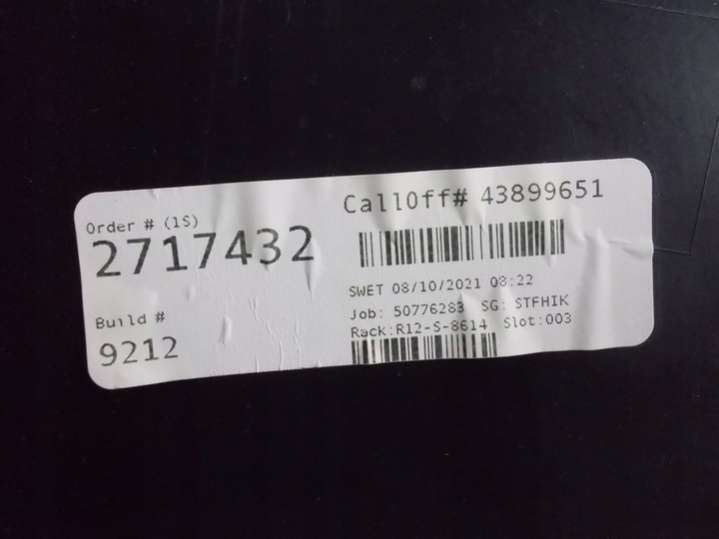 Order # (1S)
2717432
Build #
9212
CallOff# 43899651
SWET 08/10/2021 08:22
Job: 50776283 SG: STFHIK
Rack:R12-S-8614 Slot:003